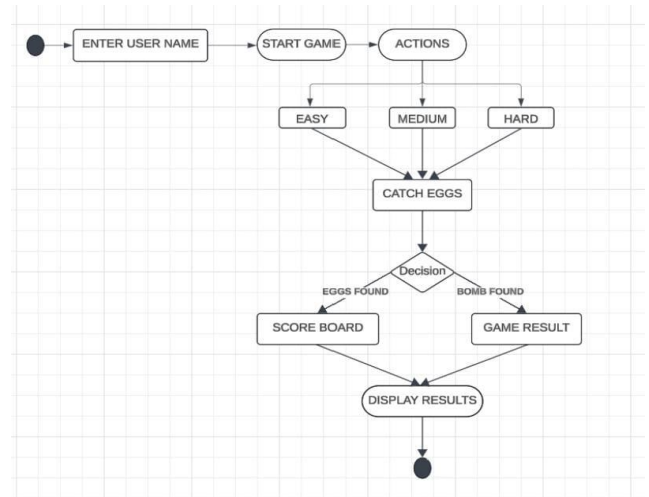 ENTER USER NAME
START GAME
ACTIONS
EASY
MEDIUM
HARD
CATCH EGGS
Decision
EGGS FOUND
BOMB FOUND
SCORE BOARD
GAME RESULT
DISPLAY RESULTS